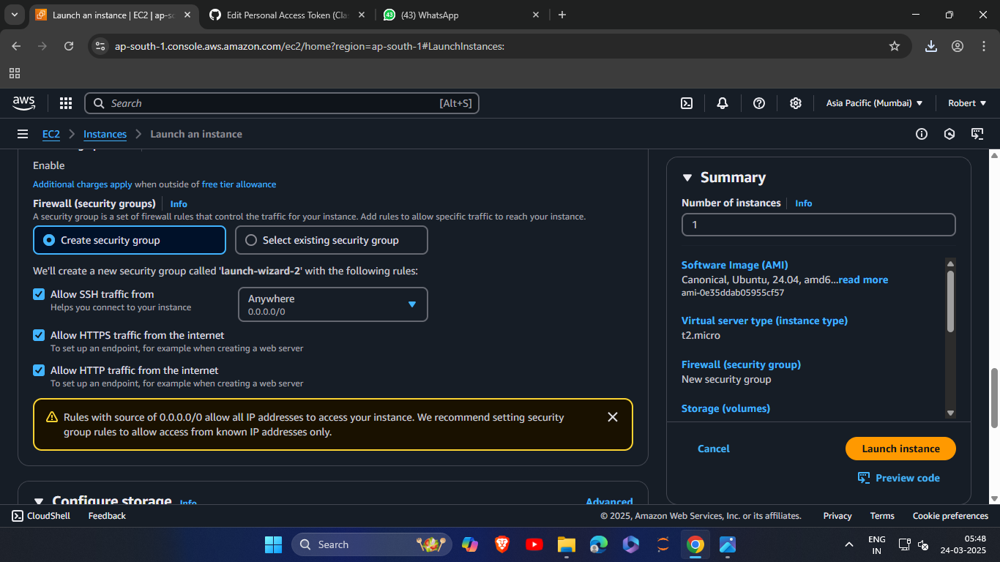 Launch an instance | EC2 | ap-so
Edit Personal Access Token (Clas
43
(43) WhatsApp
ap-south-1.console.aws.amazon.com/ec2/home?region=ap-south-1#LaunchInstances:
aws
Search
[Alt+S]
Asia Pacific (Mumbai)
Robert
EC2
Instances
Launch an instance
Enable
Additional charges apply when outside of free tier allowance
Firewall (security groups)
Info
A security group is a set of firewall rules that control the traffic for your instance. Add rules to allow specific traffic to reach your instance.
Create security group
Select existing security group
We'll create a new security group called 'launch-wizard-2' with the following rules:
Allow SSH traffic from
Helps you connect to your instance
Anywhere
0.0.0.0/0
Allow HTTPS traffic from the internet
To set up an endpoint, for example when creating a web server
Allow HTTP traffic from the internet
To set up an endpoint, for example when creating a web server
Rules with source of 0.0.0.0/0 allow all IP addresses to access your instance. We recommend setting security
group rules to allow access from known IP addresses only.
Configure storage
Info
Advanced
Summary
Number of instances
Info
1
Software Image (AMI)
Canonical, Ubuntu, 24.04, amd6...read more
ami-0e35ddab05955cf57
Virtual server type (instance type)
t2.micro
Firewall (security group)
New security group
Storage (volumes)
Cancel
Launch instance
Preview code
CloudShell
Feedback
© 2025, Amazon Web Services, Inc. or its affiliates.
Privacy
Terms
Cookie preferences
Search
ENG
IN
05:48
24-03-2025